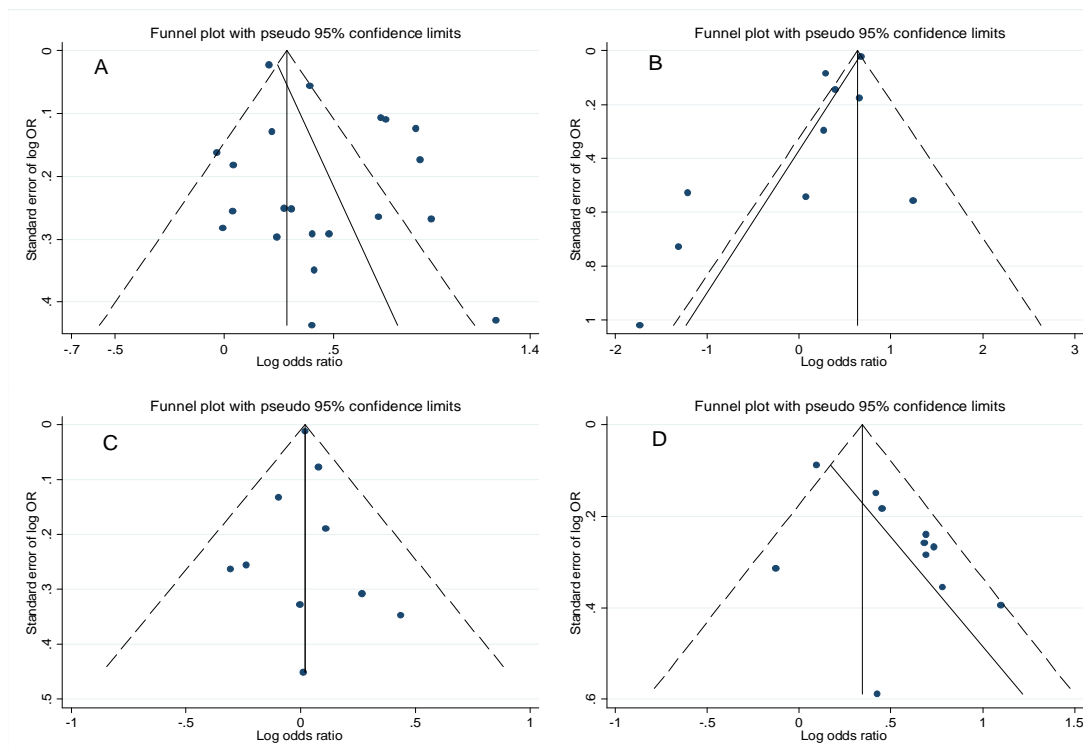 Funnel plot with pseudo 95% confidence limits
A
Standard error of log OR
0
.1
.2
.3
.4
-.7
-.5
0
.5
1.4
Log odds ratio
Funnel plot with pseudo 95% confidence limits
B
Standard error of log OR
0
.2
.4
.6
.8
1
-2
-1
0
1
2
3
Log odds ratio
Funnel plot with pseudo 95% confidence limits
C
Standard error of log OR
0
.1
.2
.3
.4
.5
-1
-.5
0
.5
1
Log odds ratio
Funnel plot with pseudo 95% confidence limits
D
Standard error of log OR
0
.2
.4
.6
-1
-.5
0
.5
1
1.5
Log odds ratio